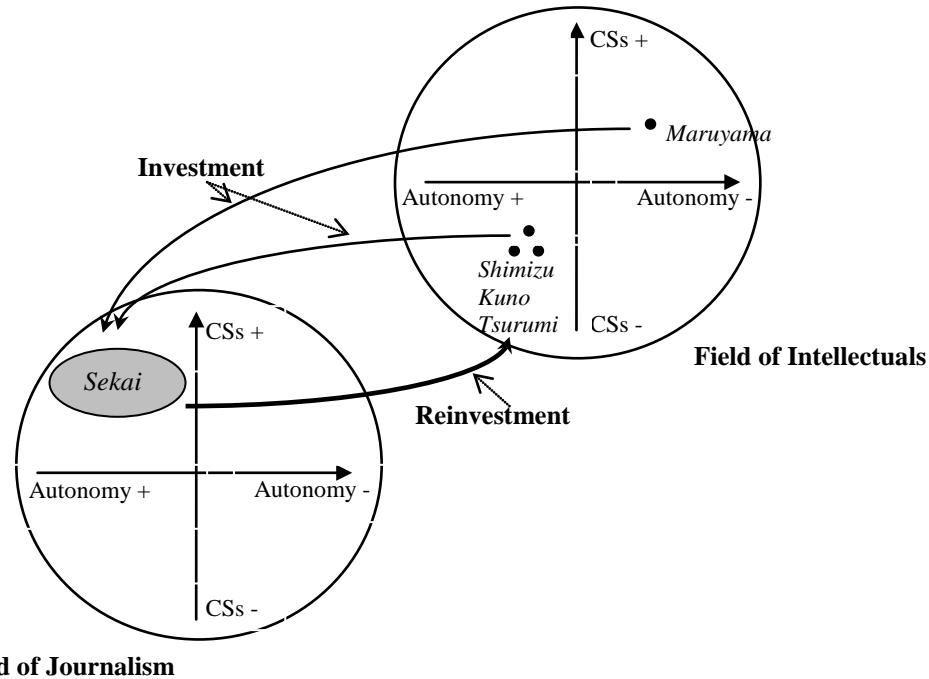 CSs +
Maruyama
Investment
Autonomy +
Autonomy -
Shimizu
Kuno
Tsurumi
CSs -
Field of Intellectuals
CSs +
Sekai
Reinvestment
Autonomy +
Autonomy -
CSs -
d of Journalism